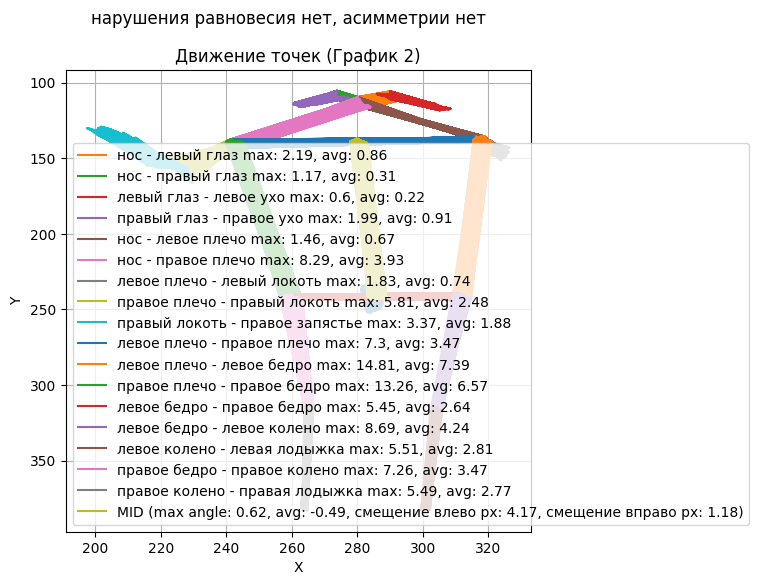 нарушения равновесия нет, асимметрии нет
Движение точек (График 2)
100
150
200
250
300
350
Y
нос - левый глаз max: 2.19, avg: 0.86
нос - правый глаз max: 1.17, avg: 0.31
левый глаз - левое ухо max: 0.6, avg: 0.22
правый глаз - правое ухо max: 1.99, avg: 0.91
нос - левое плечо max: 1.46, avg: 0.67
нос - правое плечо max: 8.29, avg: 3.93
левое плечо - левый локоть max: 1.83, avg: 0.74
правое плечо - правый локоть max: 5.81, avg: 2.48
правый локоть - правое запястье max: 3.37, avg: 1.88
левое плечо - правое плечо max: 7.3, avg: 3.47
левое плечо - левое бедро max: 14.81, avg: 7.39
правое плечо - правое бедро max: 13.26, avg: 6.57
левое бедро - правое бедро max: 5.45, avg: 2.64
левое бедро - левое колено max: 8.69, avg: 4.24
левое колено - левая лодыжка max: 5.51, avg: 2.81
правое бедро - правое колено max: 7.26, avg: 3.47
правое колено - правая лодыжка max: 5.49, avg: 2.77
MID (max angle: 0.62, avg: -0.49, смещение влево px: 4.17, смещение вправо px: 1.18)
200 220 240 260 280 300 320
X